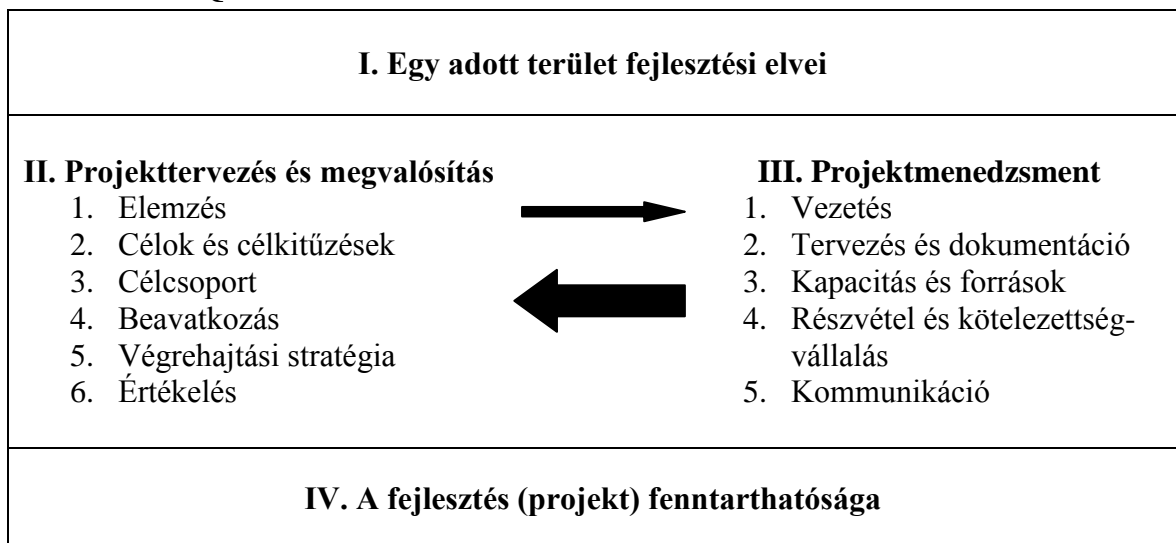 I. Egy adott terület fejlesztési elvei
II. Projekttervezés és megvalósítás
1. Elemzés
2. Célok és célkitűzések
3. Célcsoport
4. Beavatkozás
5. Végrehajtási stratégia
6. Értékelés
III. Projektmenedzsment
1. Vezetés
2. Tervezés és dokumentáció
3. Kapacitás és források
4. Részvétel és kötelezettség-
vállalás
5. Kommunikáció
IV. A fejlesztés (projekt) fenntarthatósága